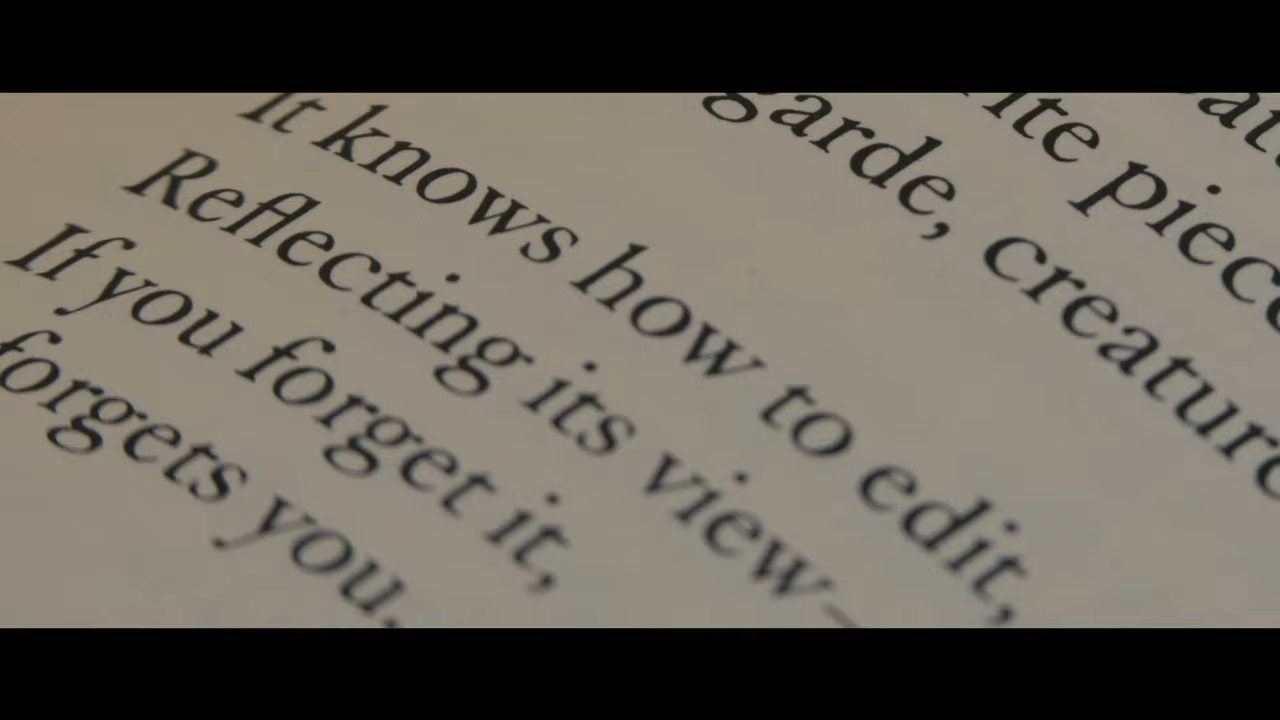 garde, creature
It knows how to edit,
Reflecting its view—
If you forget it,
forgets you.